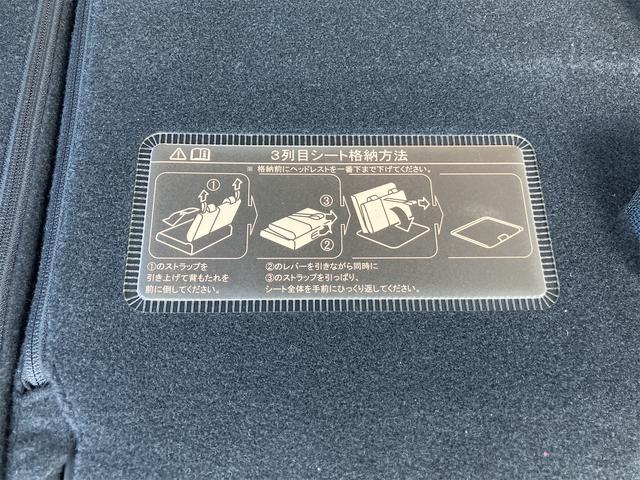 3列目シート格納方法
※ 格納前にヘッドレストを一番下まで下げてください。
①
③
②
①のストラップを
引き上げて背もたれを
前に倒してください。
②のレバーを引きながら同時に
③のストラップを引っぱり、
シート全体を手前にひっくり返してください。